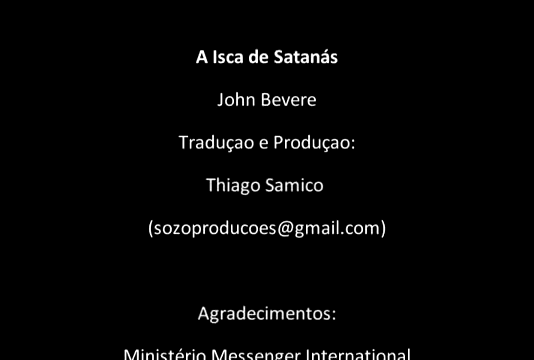 A Isca de Satanás
John Bevere
Traduçao e Produçao:
Thiago Samico
(sozoproducoes@gmail.com)
Agradecimentos:
Ministério Messenger International